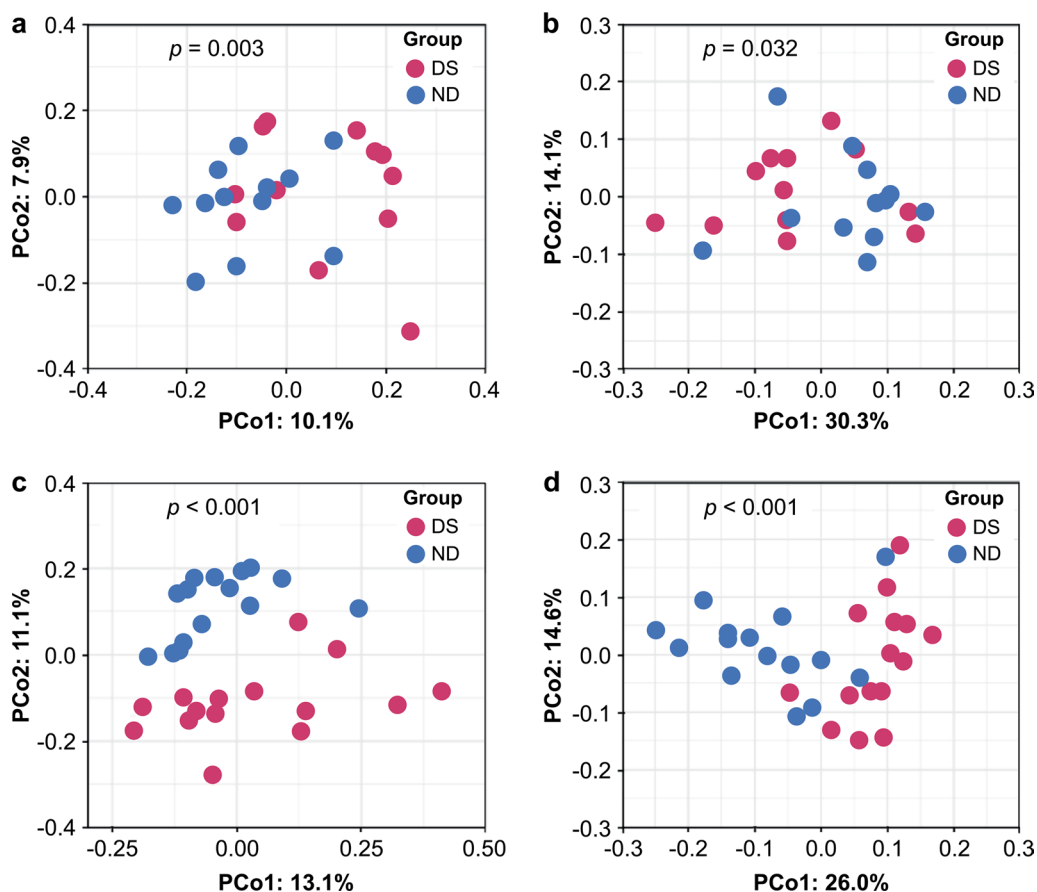 a
p = 0.003
Group
DS
ND
0.4
0.2
0.0
-0.2
-0.4
PCo2: 7.9%
-0.4
-0.2
0.0
0.2
0.4
PCo1: 10.1%
b
p = 0.032
Group
DS
ND
0.3
0.2
0.1
0.0
-0.1
-0.2
-0.3
PCo2: 14.1%
-0.3
-0.2
-0.1
0.0
0.1
0.2
0.3
PCo1: 30.3%
c
p < 0.001
Group
DS
ND
0.4
0.2
0.0
-0.2
-0.4
PCo2: 11.1%
-0.25
0.00
0.25
0.50
PCo1: 13.1%
d
p < 0.001
Group
DS
ND
0.3
0.2
0.1
0.0
-0.1
-0.2
-0.3
PCo2: 14.6%
-0.3
-0.2
-0.1
0.0
0.1
0.2
0.3
PCo1: 26.0%